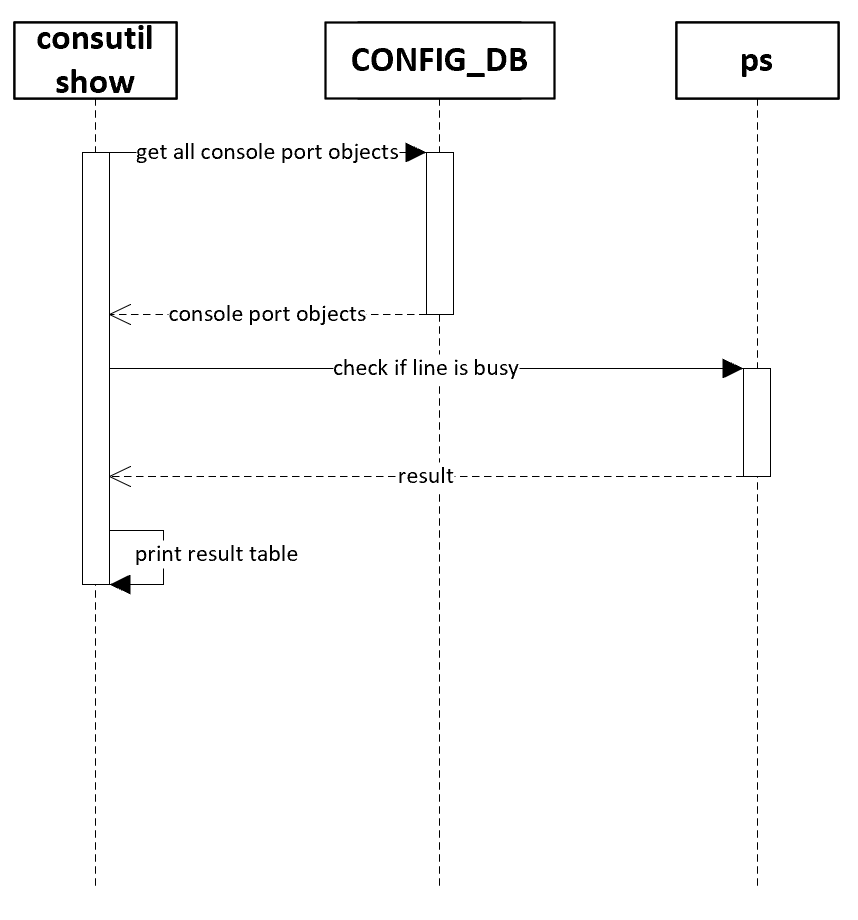 consutil
show
CONFIG_DB
ps
get all console port objects
console port objects
check if line is busy
result
print result table